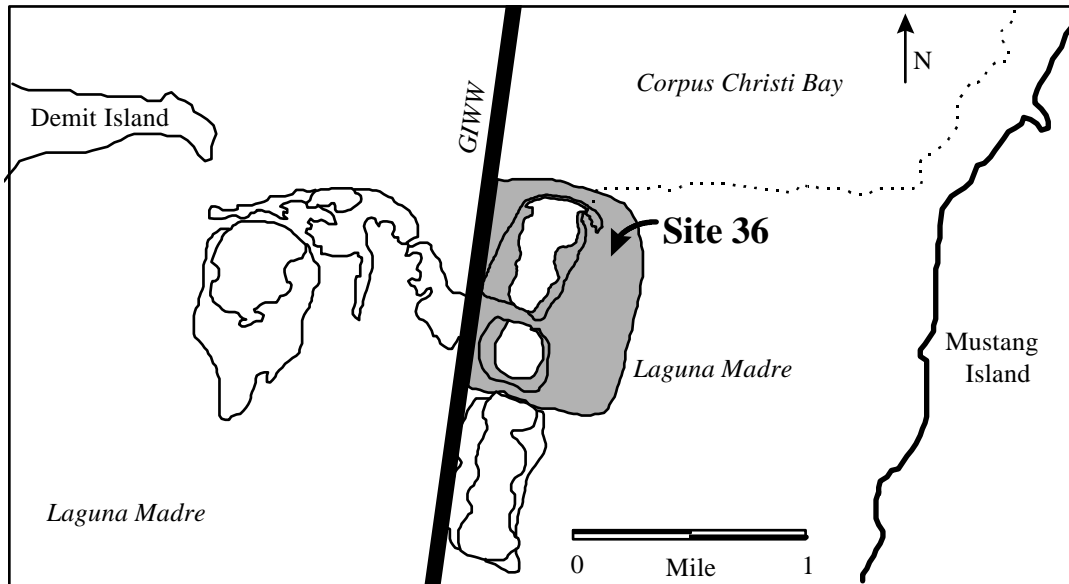 N
Corpus Christi Bay
Demit Island
GIWW
Site 36
Mustang
Island
Laguna Madre
Laguna Madre
0 Mile 1